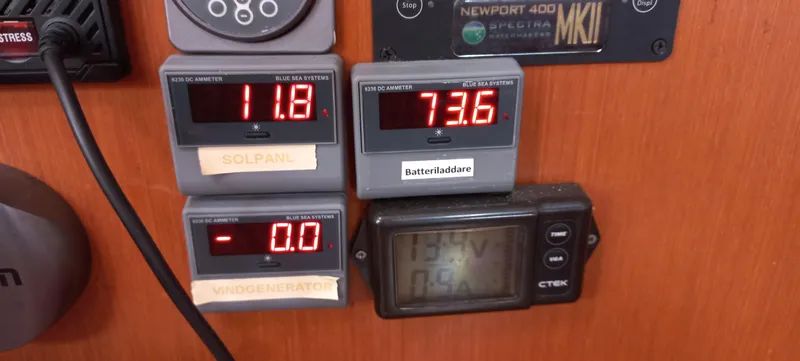 STRESS
Stop
Displ
NEWPORT 400
SPECTRA
WATERMAKERS
MKII
8236 DC AMMETER BLUE SEA SYSTEMS
11.8
SOLPANL
8236 DC AMMETER BLUE SEA SYSTEMS
73.6
Batteriladdare
8236 DC AMMETER BLUE SEA SYSTEMS
- 0.0
VINDGENERATOR
13.4V
0.9A
TIME
V&A
CTEK
m